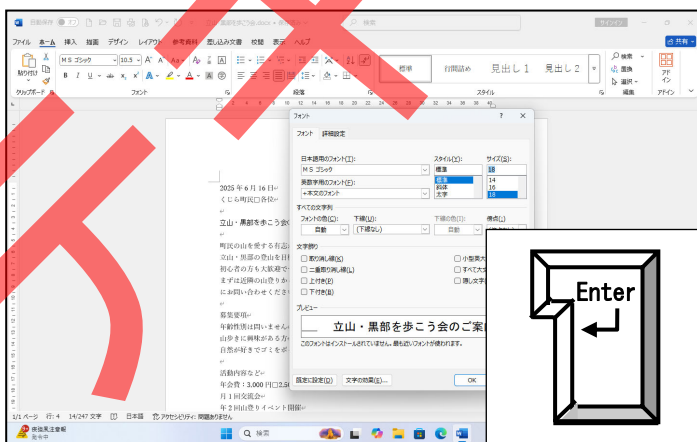 自動保存
検索
サインイン
ファイル ホーム 挿入 描画 デザイン レイアウト 参考資料 差し込み文書 校閲 表示 ヘルプ
共有
貼り付け
MS ゴシック 10.5
標準 行間詰め 見出し 1 見出し 2
検索
置換
選択
アドイン
クリップボード フォント 段落 スタイル 編集 アドイン
フォント
フォント 詳細設定
日本語用のフォント(T): スタイル(Y): サイズ(S):
MS ゴシック 標準 18
英数字用のフォント(F): 標準 14
+本文のフォント 斜体 16
太字 18
すべての文字列
フォントの色(C): 下線(U): 下線の色(I): 傍点(:)
自動 (下線なし) 自動
文字飾り
取り消し線(K) 小型英大
二重取り消し線(L) すべて大文
上付き(P) 隠し文字
下付き(B)
プレビュー
立山・黒部を歩こう会のご案
このフォントはインストールされていません。最も近いフォントが使われます。
既定に設定(D) 文字の効果(E)... OK
2025 年 6 月 16 日
くじら町民□各位
立山・黒部を歩こう会
町民の山を愛する有志
立山・黒部の登山を目
初心者の方も大歓迎で
まずは近隣の山登りか
にお問い合わせくださ
募集要項
年齢性別は問いません
山歩きに興味がある方
自然が好きでゴミをポ
活動内容など
年会費：3,000 円□2,50
月 1 回交流会
年 2 回山登りイベント開催
Enter
1/1 ページ 行: 4 14/247 文字 日本語 アクセシビリティ: 問題ありません
強風注意報
発令中
検索